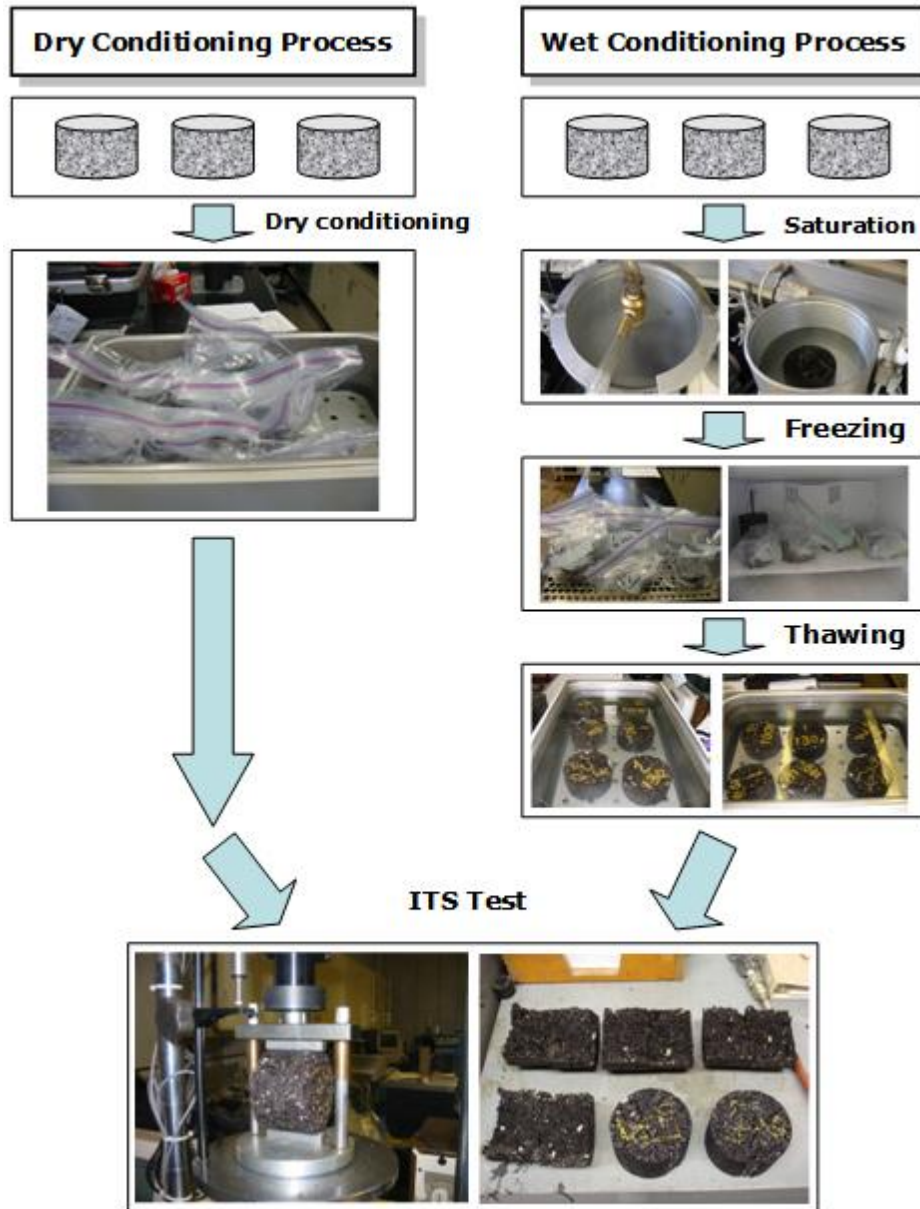 Dry Conditioning Process
Wet Conditioning Process
Dry conditioning
Saturation
Freezing
Thawing
ITS Test